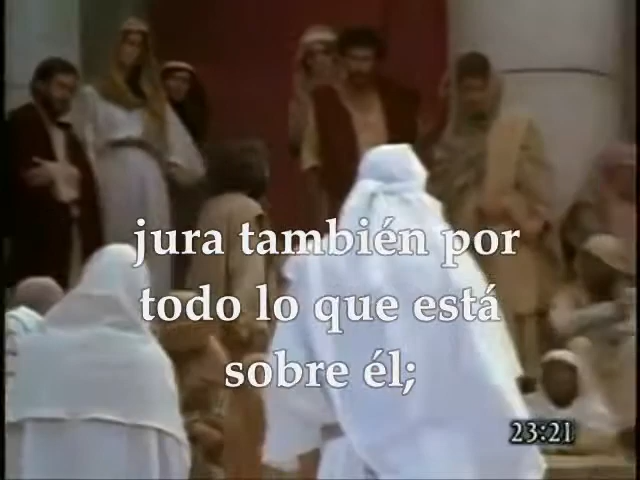 jura también por
todo lo que está
sobre él;
23:21